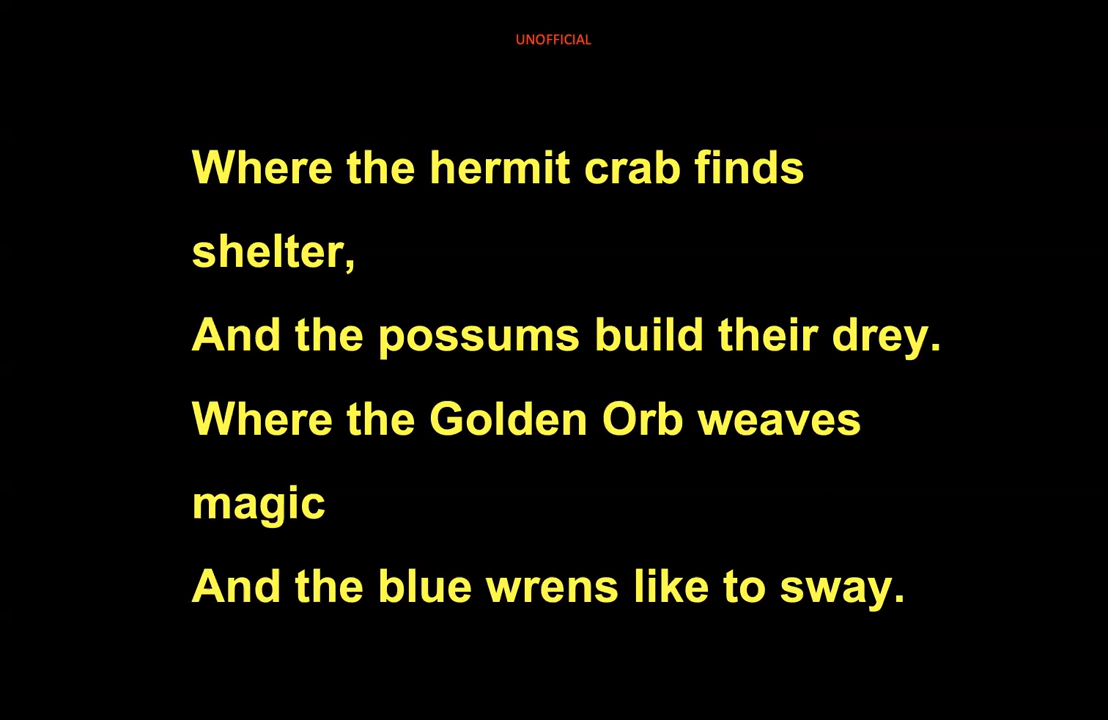 UNOFFICIAL
Where the hermit crab finds
shelter,
And the possums build their drey.
Where the Golden Orb weaves
magic
And the blue wrens like to sway.